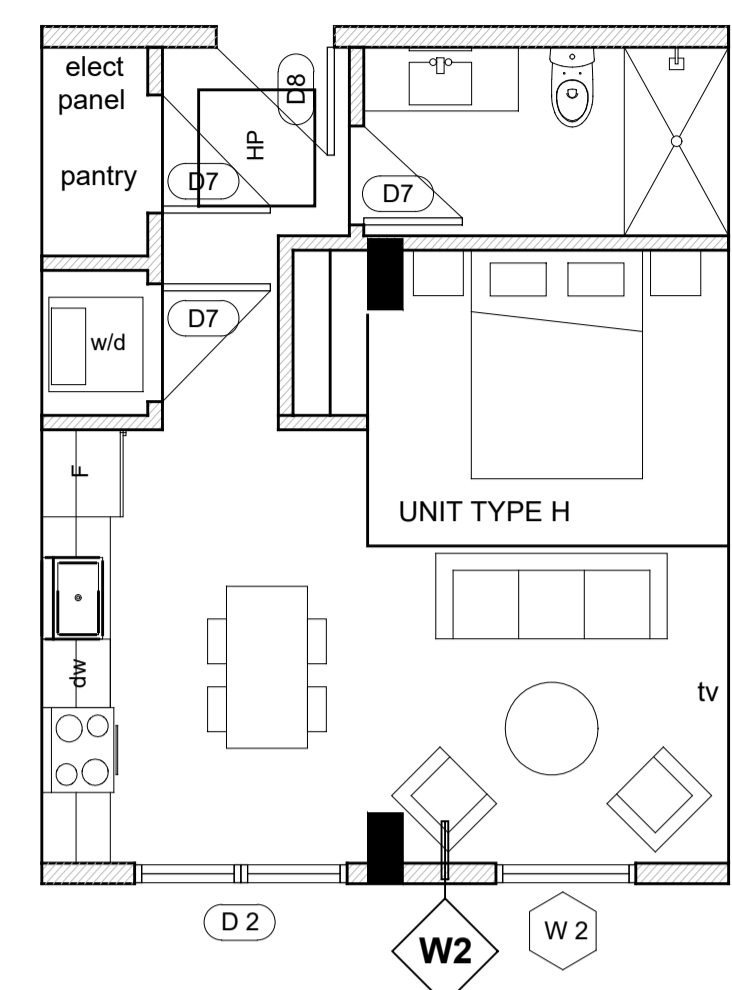 elect
panel
pantry
D8
HP
D7
D7
D7
w/d
F
UNIT TYPE H
dw
tv
D 2
W2
W 2